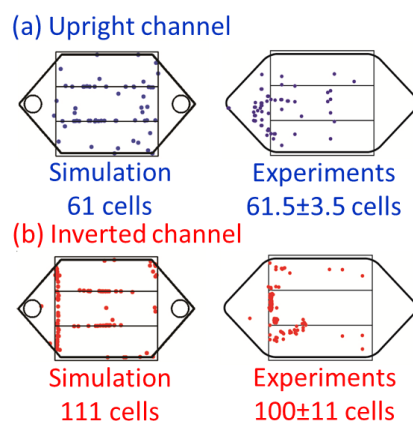 (a) Upright channel
Simulation Experiments
61 cells 61.5±3.5 cells
(b) Inverted channel
Simulation Experiments
111 cells 100±11 cells